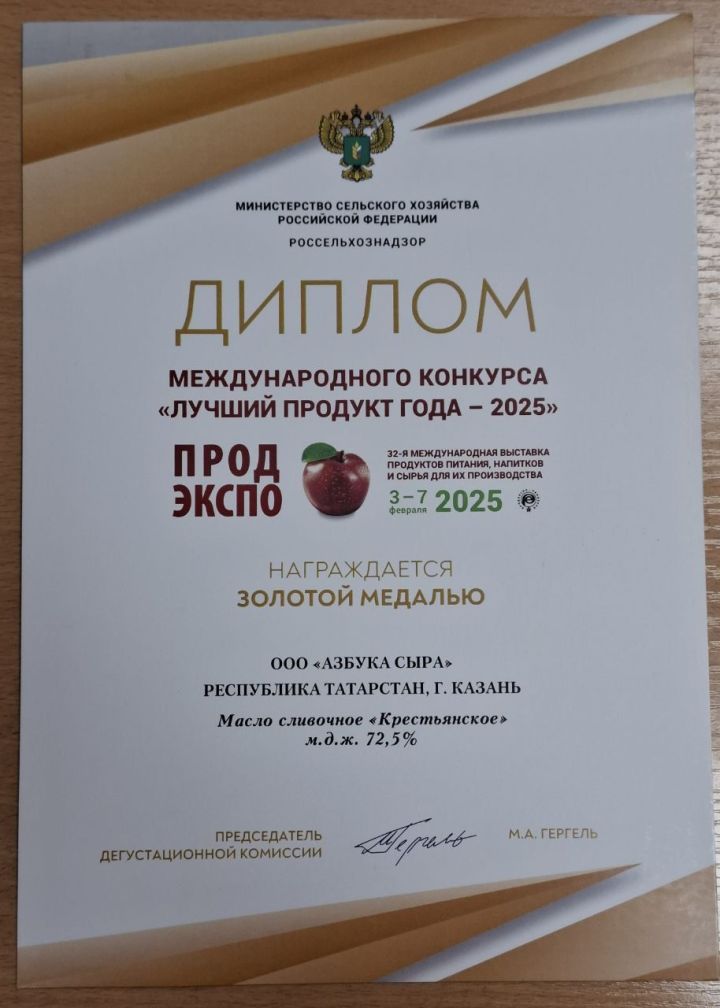 МИНИСТЕРСТВО СЕЛЬСКОГО ХОЗЯЙСТВА
РОССИЙСКОЙ ФЕДЕРАЦИИ
РОССЕЛЬХОЗНАДЗОР
ДИПЛОМ
МЕЖДУНАРОДНОГО КОНКУРСА
«ЛУЧШИЙ ПРОДУКТ ГОДА – 2025»
ПРОД
ЭКСПО
32-Я МЕЖДУНАРОДНАЯ ВЫСТАВКА
ПРОДУКТОВ ПИТАНИЯ, НАПИТКОВ
И СЫРЬЯ ДЛЯ ИХ ПРОИЗВОДСТВА
3–7
февраля 2025
НАГРАЖДАЕТСЯ
ЗОЛОТОЙ МЕДАЛЬЮ
ООО «АЗБУКА СЫРА»
РЕСПУБЛИКА ТАТАРСТАН, Г. КАЗАНЬ
Масло сливочное «Крестьянское»
м.д.ж. 72,5%
ПРЕДСЕДАТЕЛЬ
ДЕГУСТАЦИОННОЙ КОМИССИИ
М.А. ГЕРГЕЛЬ